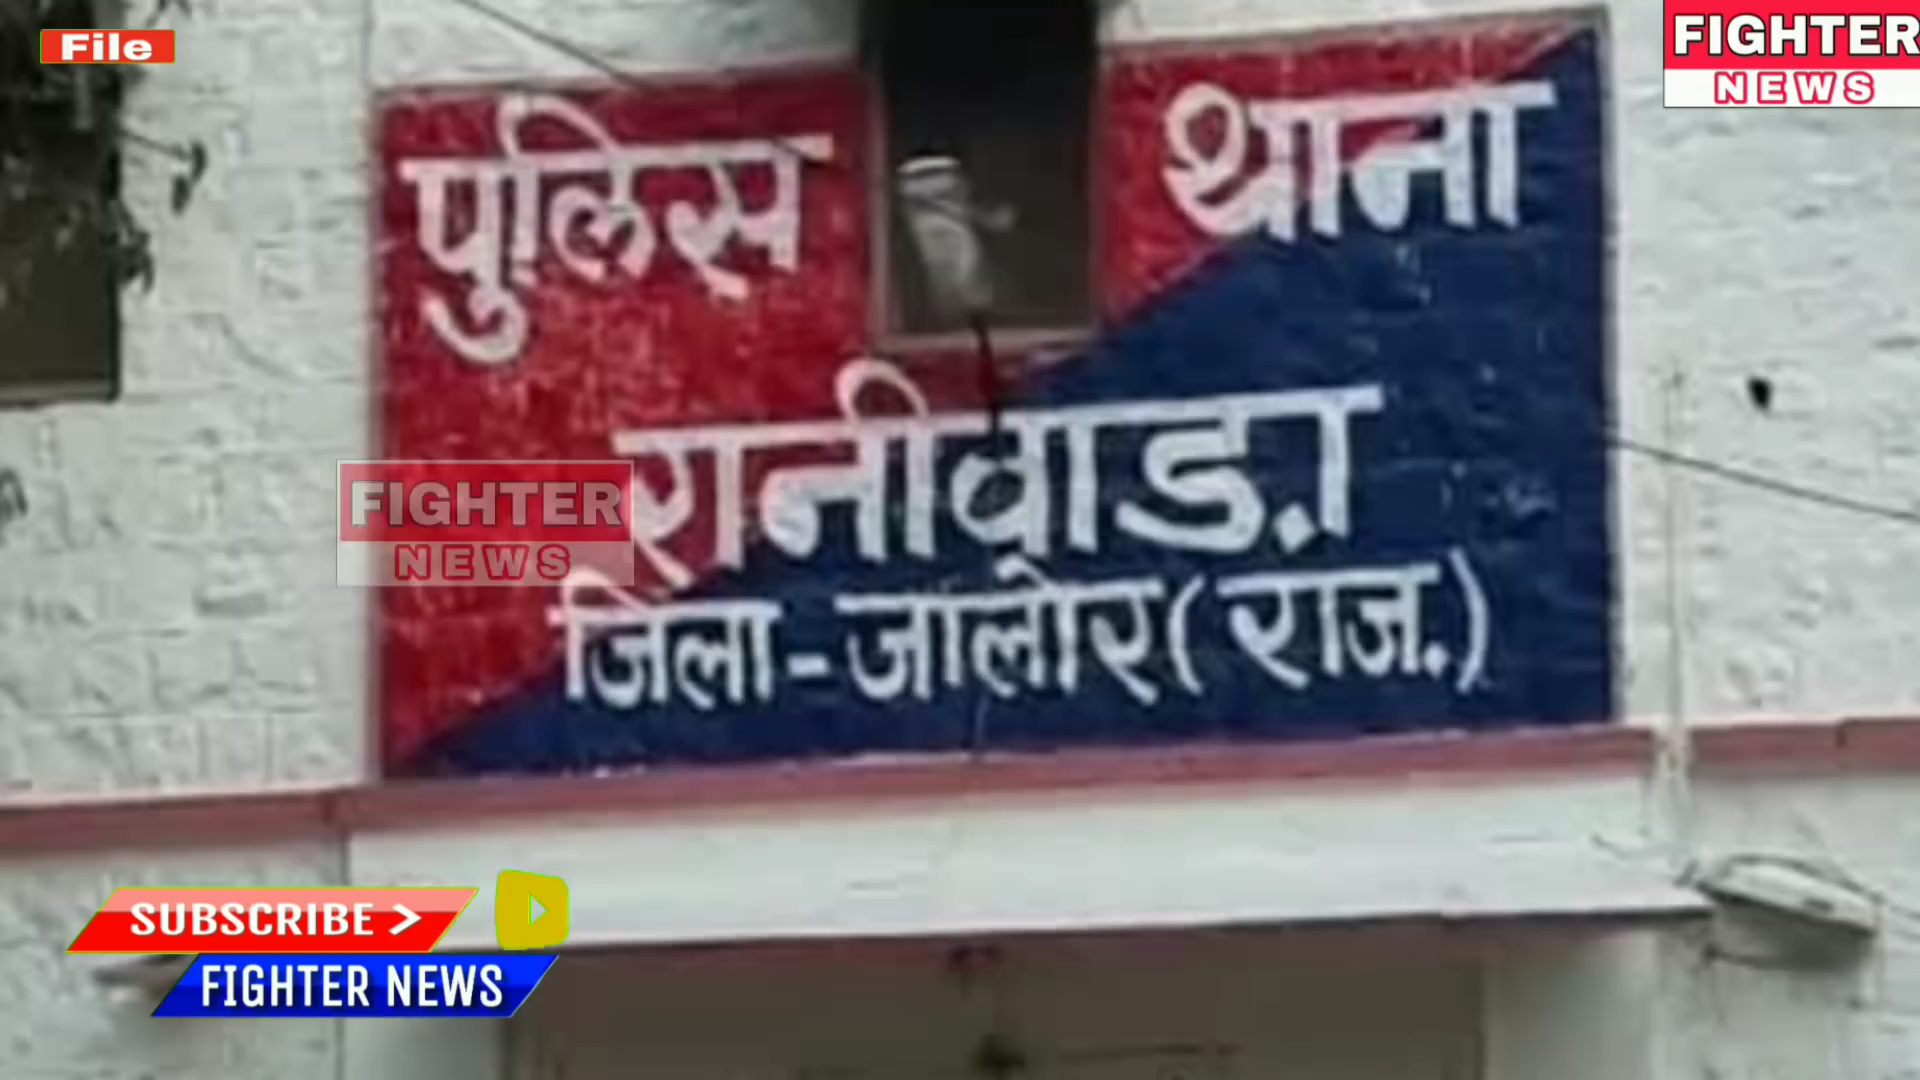 File
FIGHTER
NEWS
पुलिस थाना
रानीवाड़ा
जिला-जालोर(राज.)
FIGHTER
NEWS
SUBSCRIBE >
FIGHTER NEWS